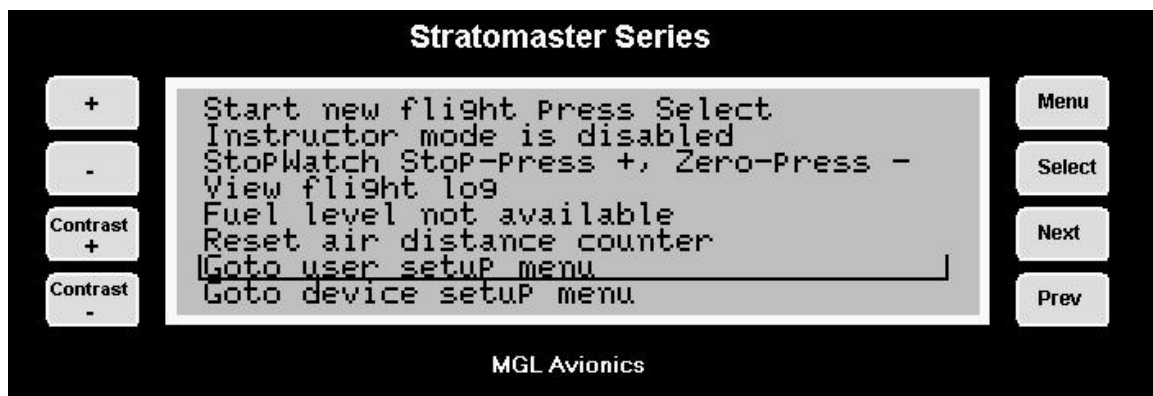 Stratomaster Series
+
-
Contrast +
Contrast -
Start new flight Press Select
Instructor mode is disabled
StopWatch Stop-Press +, Zero-Press -
View flight log
Fuel level not available
Reset air distance counter
Goto user setup menu
Goto device setup menu
Menu
Select
Next
Prev
MGL Avionics